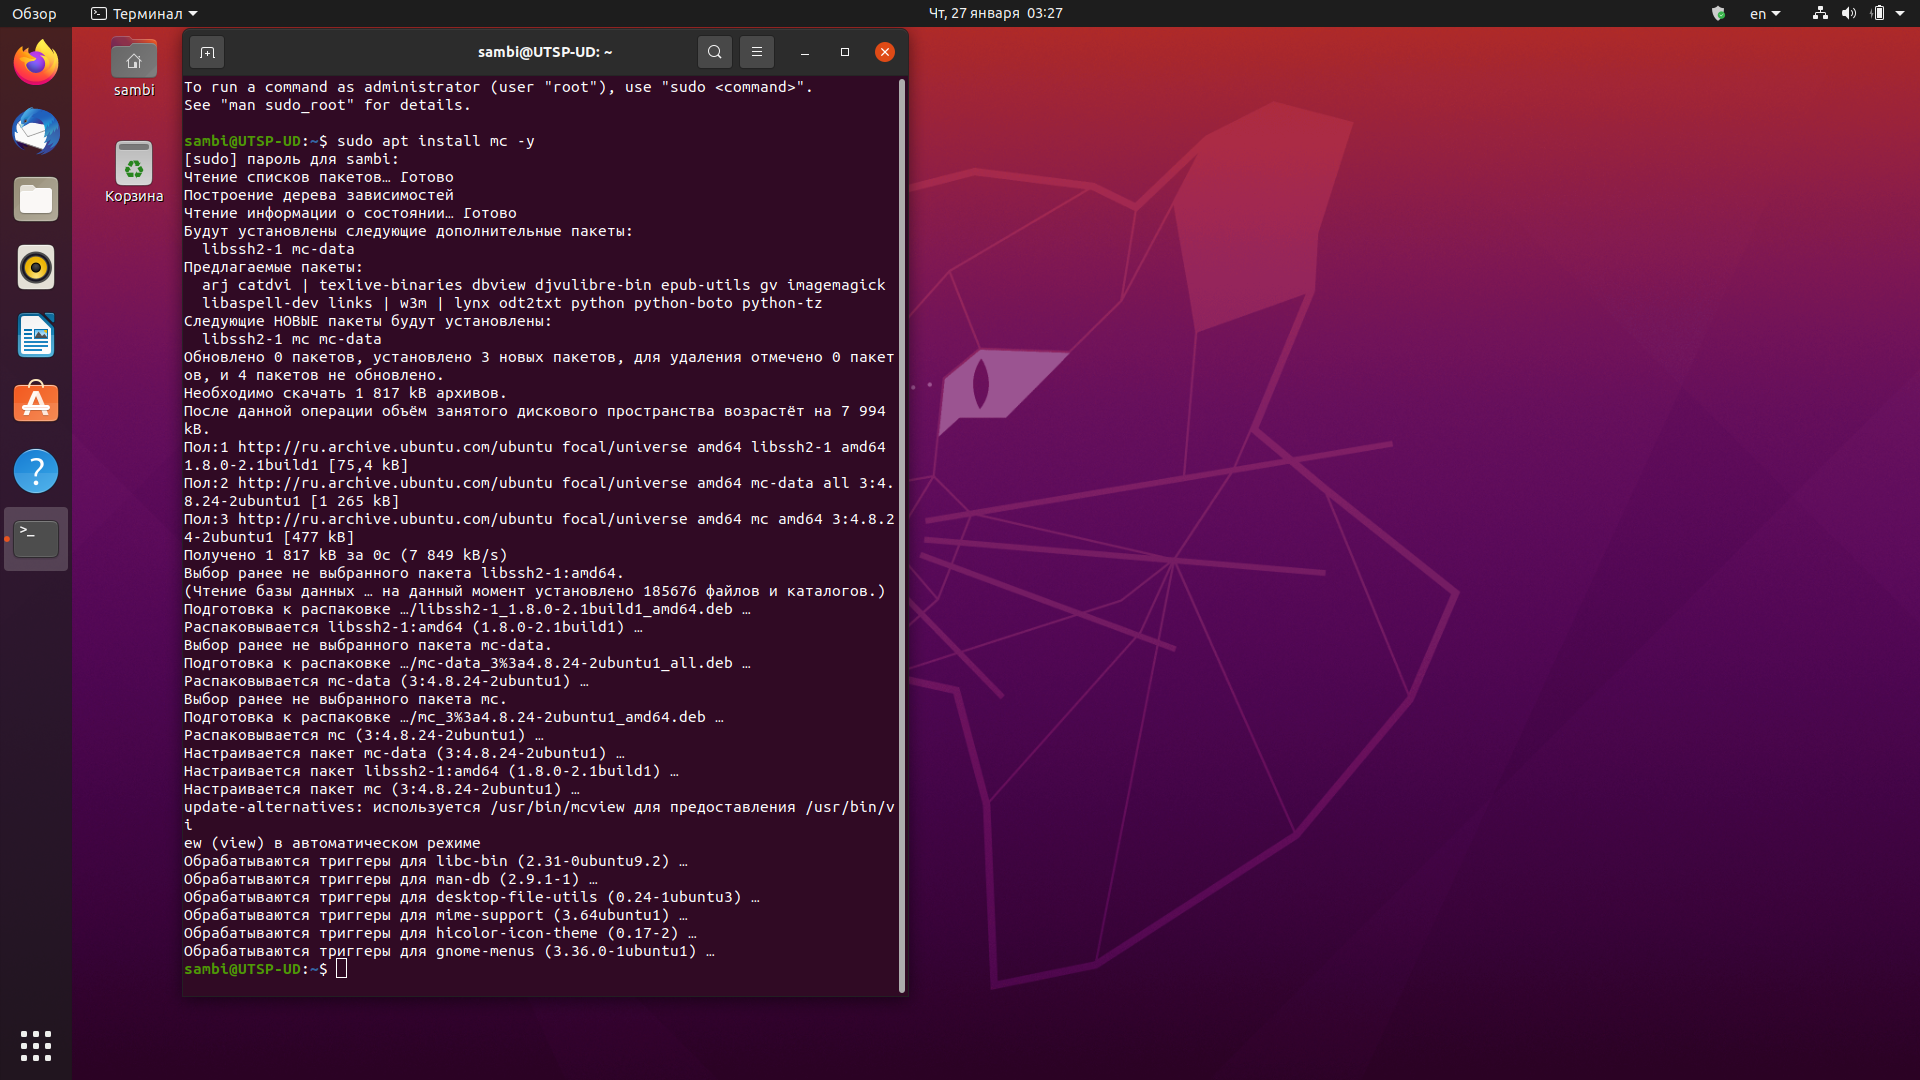 Обзор
Терминал
Чт, 27 января 03:27
en
sambi@UTSP-UD: ~
sambi
Корзина
To run a command as administrator (user "root"), use "sudo <command>".
See "man sudo_root" for details.
sambi@UTSP-UD:~$ sudo apt install mc -y
[sudo] пароль для sambi:
Чтение списков пакетов… Готово
Построение дерева зависимостей
Чтение информации о состоянии… Готово
Будут установлены следующие дополнительные пакеты:
libssh2-1 mc-data
Предлагаемые пакеты:
arj catdvi | texlive-binaries dbview djvulibre-bin epub-utils gv imagemagick
libaspell-dev links | w3m | lynx odt2txt python python-boto python-tz
Следующие НОВЫЕ пакеты будут установлены:
libssh2-1 mc mc-data
Обновлено 0 пакетов, установлено 3 новых пакетов, для удаления отмечено 0 пакет
ов, и 4 пакетов не обновлено.
Необходимо скачать 1 817 kB архивов.
После данной операции объём занятого дискового пространства возрастёт на 7 994
kB.
Пол:1 http://ru.archive.ubuntu.com/ubuntu focal/universe amd64 libssh2-1 amd64
1.8.0-2.1build1 [75,4 kB]
Пол:2 http://ru.archive.ubuntu.com/ubuntu focal/universe amd64 mc-data all 3:4.
8.24-2ubuntu1 [1 265 kB]
Пол:3 http://ru.archive.ubuntu.com/ubuntu focal/universe amd64 mc amd64 3:4.8.2
4-2ubuntu1 [477 kB]
Получено 1 817 kB за 0с (7 849 kB/s)
Выбор ранее не выбранного пакета libssh2-1:amd64.
(Чтение базы данных … на данный момент установлено 185676 файлов и каталогов.)
Подготовка к распаковке …/libssh2-1_1.8.0-2.1build1_amd64.deb …
Распаковывается libssh2-1:amd64 (1.8.0-2.1build1) …
Выбор ранее не выбранного пакета mc-data.
Подготовка к распаковке …/mc-data_3%3a4.8.24-2ubuntu1_all.deb …
Распаковывается mc-data (3:4.8.24-2ubuntu1) …
Выбор ранее не выбранного пакета mc.
Подготовка к распаковке …/mc_3%3a4.8.24-2ubuntu1_amd64.deb …
Распаковывается mc (3:4.8.24-2ubuntu1) …
Настраивается пакет mc-data (3:4.8.24-2ubuntu1) …
Настраивается пакет libssh2-1:amd64 (1.8.0-2.1build1) …
Настраивается пакет mc (3:4.8.24-2ubuntu1) …
update-alternatives: используется /usr/bin/mcview для предоставления /usr/bin/v
i
ew (view) в автоматическом режиме
Обрабатываются триггеры для libc-bin (2.31-0ubuntu9.2) …
Обрабатываются триггеры для man-db (2.9.1-1) …
Обрабатываются триггеры для desktop-file-utils (0.24-1ubuntu3) …
Обрабатываются триггеры для mime-support (3.64ubuntu1) …
Обрабатываются триггеры для hicolor-icon-theme (0.17-2) …
Обрабатываются триггеры для gnome-menus (3.36.0-1ubuntu1) …
sambi@UTSP-UD:~$